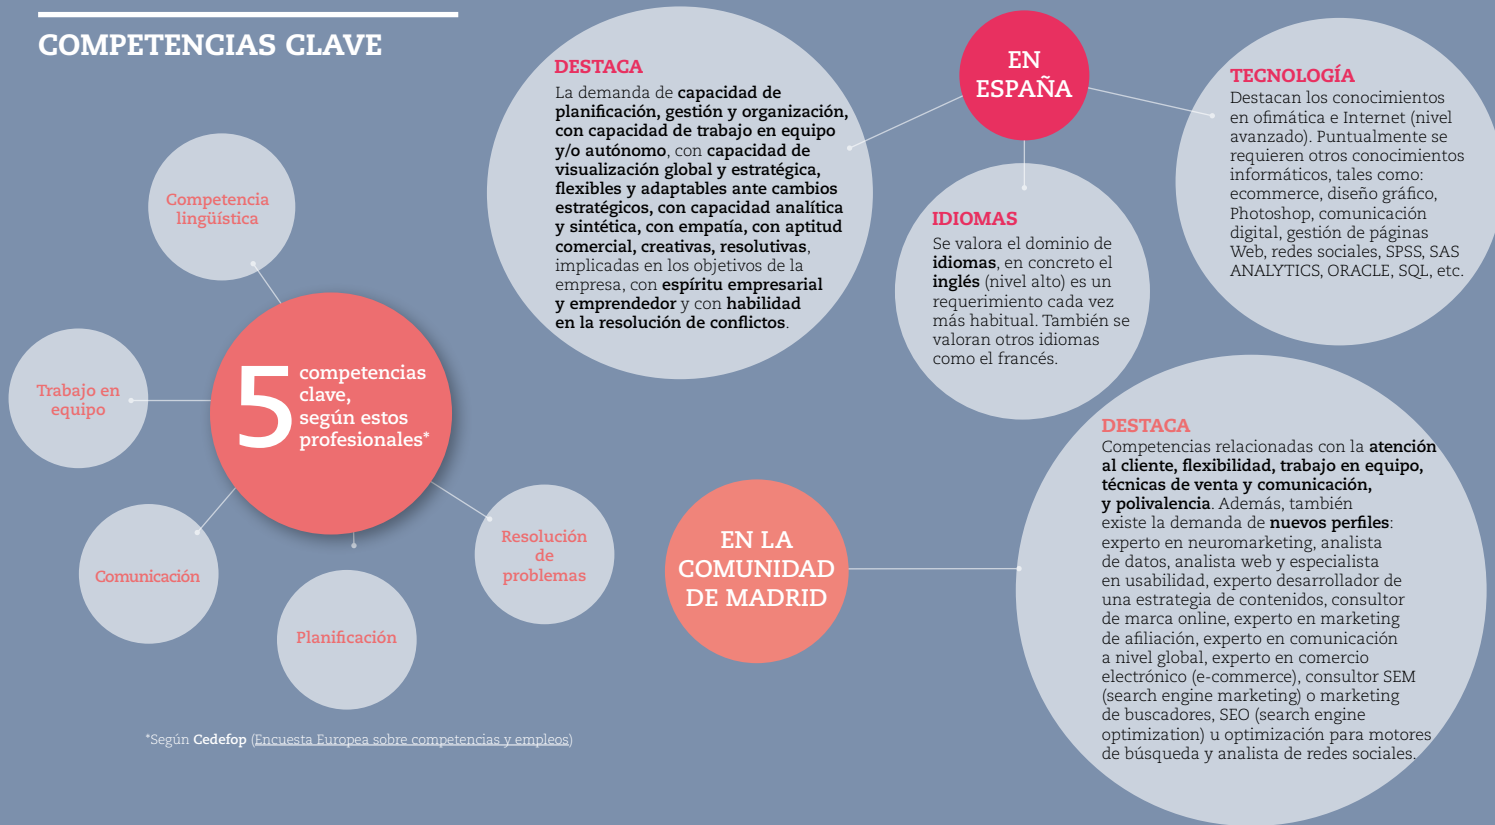 COMPETENCIAS CLAVE
Competencia
lingüística
Trabajo en
equipo
5
competencias
clave,
según estos
profesionales*
Comunicación
Planificación
Resolución
de
problemas
*Según Cedefop (Encuesta Europea sobre competencias y empleos)
EN
ESPAÑA
DESTACA
La demanda de capacidad de
planificación, gestión y organización,
con capacidad de trabajo en equipo
y/o autónomo, con capacidad de
visualización global y estratégica,
flexibles y adaptables ante cambios
estratégicos, con capacidad analítica
y sintética, con empatía, con aptitud
comercial, creativas, resolutivas,
implicadas en los objetivos de la
empresa, con espíritu empresarial
y emprendedor y con habilidad
en la resolución de conflictos.
IDIOMAS
Se valora el dominio de
idiomas, en concreto el
inglés (nivel alto) es un
requerimiento cada vez
más habitual. También se
valoran otros idiomas
como el francés.
TECNOLOGÍA
Destacan los conocimientos
en ofimática e Internet (nivel
avanzado). Puntualmente se
requieren otros conocimientos
informáticos, tales como:
ecommerce, diseño gráfico,
Photoshop, comunicación
digital, gestión de páginas
Web, redes sociales, SPSS, SAS
ANALYTICS, ORACLE, SQL, etc.
EN LA
COMUNIDAD
DE MADRID
DESTACA
Competencias relacionadas con la atención
al cliente, flexibilidad, trabajo en equipo,
técnicas de venta y comunicación,
y polivalencia. Además, también
existe la demanda de nuevos perfiles:
experto en neuromarketing, analista
de datos, analista web y especialista
en usabilidad, experto desarrollador de
una estrategia de contenidos, consultor
de marca online, experto en marketing
de afiliación, experto en comunicación
a nivel global, experto en comercio
electrónico (e-commerce), consultor SEM
(search engine marketing) o marketing
de buscadores, SEO (search engine
optimization) u optimización para motores
de búsqueda y analista de redes sociales.